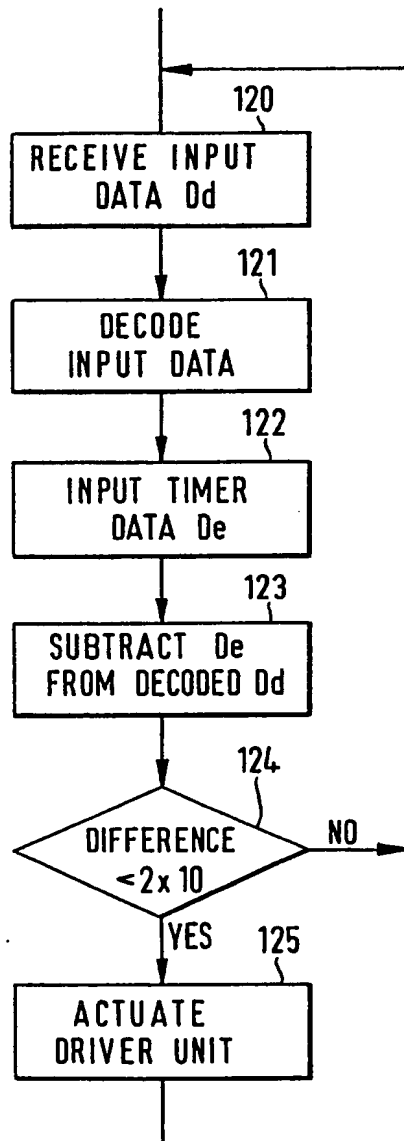 120
RECEIVE INPUT
DATA Dd
121
DECODE
INPUT DATA
122
INPUT TIMER
DATA De
123
SUBTRACT De
FROM DECODED Dd
124
DIFFERENCE
<2x10
NO
YES
125
ACTUATE
DRIVER UNIT